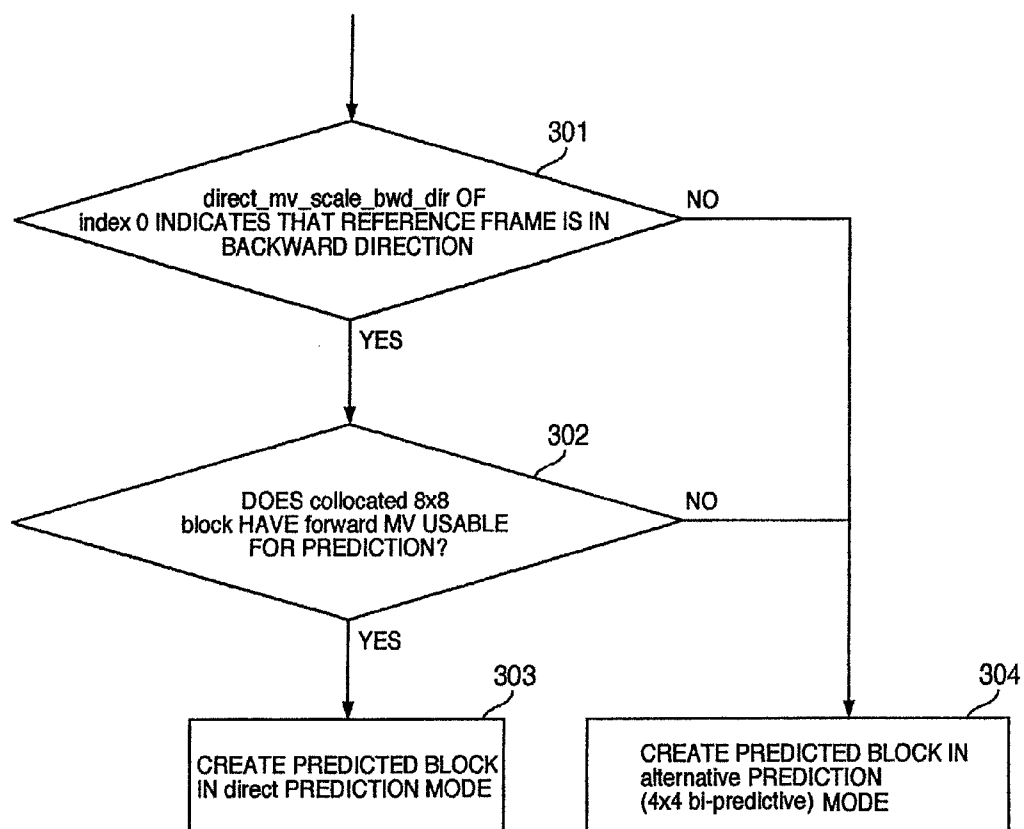 301
direct_mv_scale_bwd_dir OF
index 0 INDICATES THAT REFERENCE FRAME IS IN
BACKWARD DIRECTION
NO
YES
302
DOES collocated 8x8
block HAVE forward MV USABLE
FOR PREDICTION?
NO
YES
303
CREATE PREDICTED BLOCK
IN direct PREDICTION MODE
304
CREATE PREDICTED BLOCK IN
alternative PREDICTION
(4x4 bi-predictive) MODE